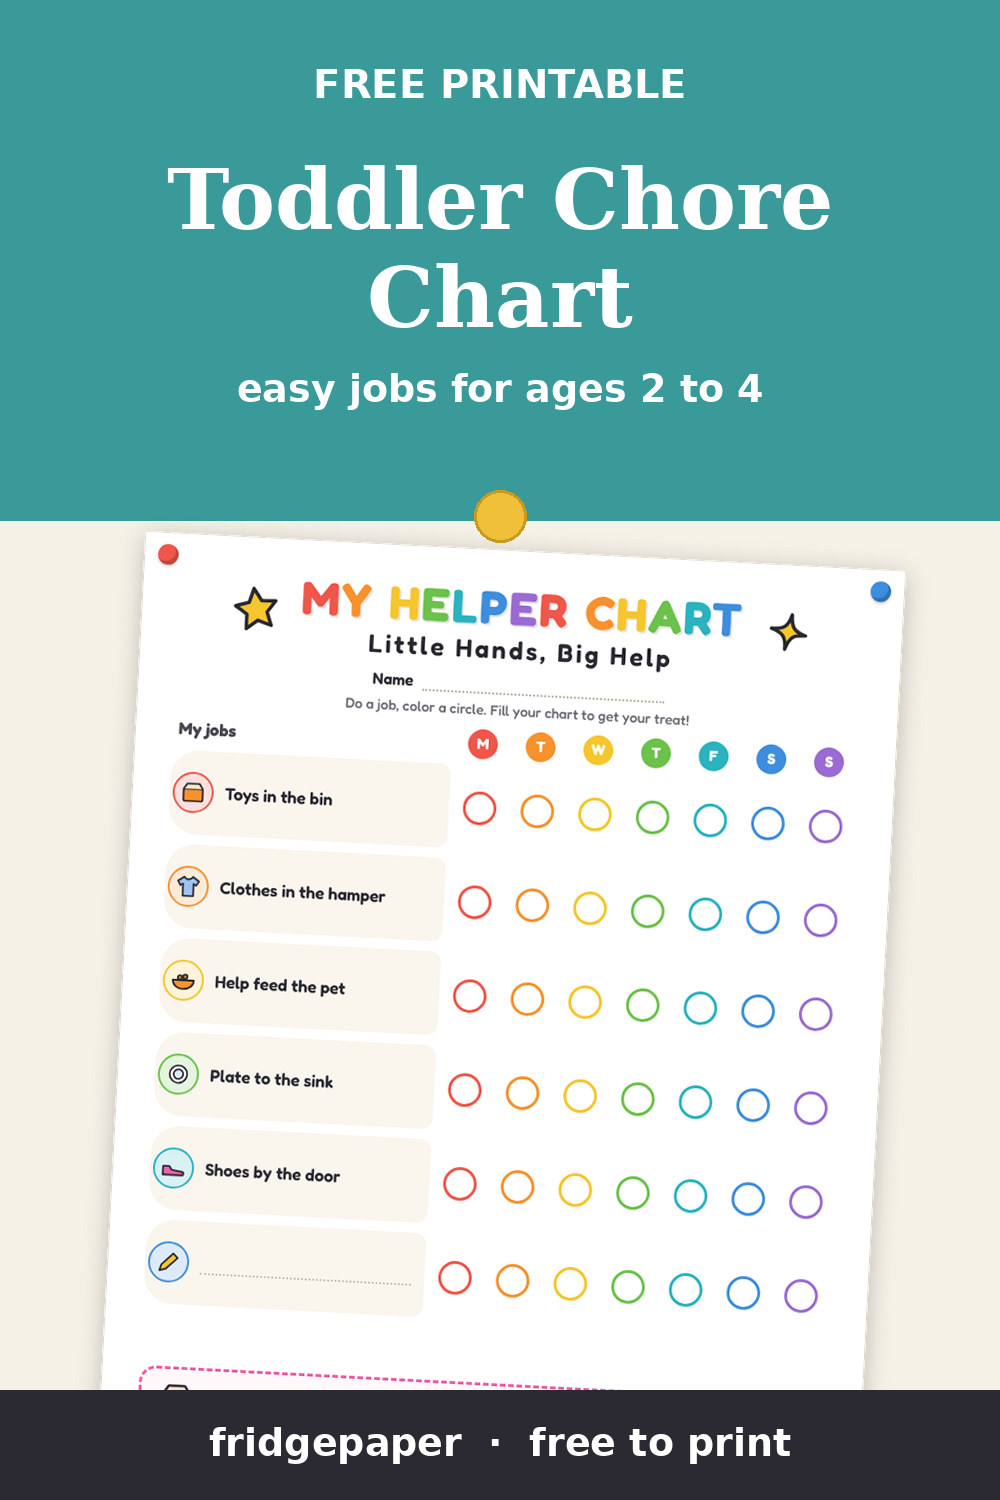 FREE PRINTABLE
Toddler Chore
Chart
easy jobs for ages 2 to 4
MY HELPER CHART
Little Hands, Big Help
Name
Do a job, color a circle. Fill your chart to get your treat!
My jobs M T W T F S S
Toys in the bin
Clothes in the hamper
Help feed the pet
Plate to the sink
Shoes by the door
fridgepaper · free to print